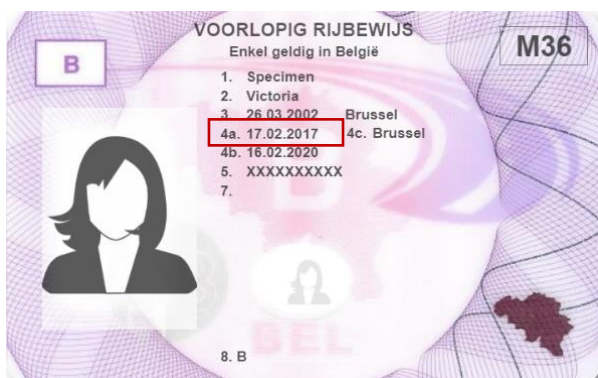 VOORLOPIG RIJBEWIJS
Enkel geldig in België
M36
B
1. Specimen
2. Victoria
3. 26.03.2002 Brussel
4a. 17.02.2017 4c. Brussel
4b. 16.02.2020
5. XXXXXXXXXX
7.
B
BEL
8. B